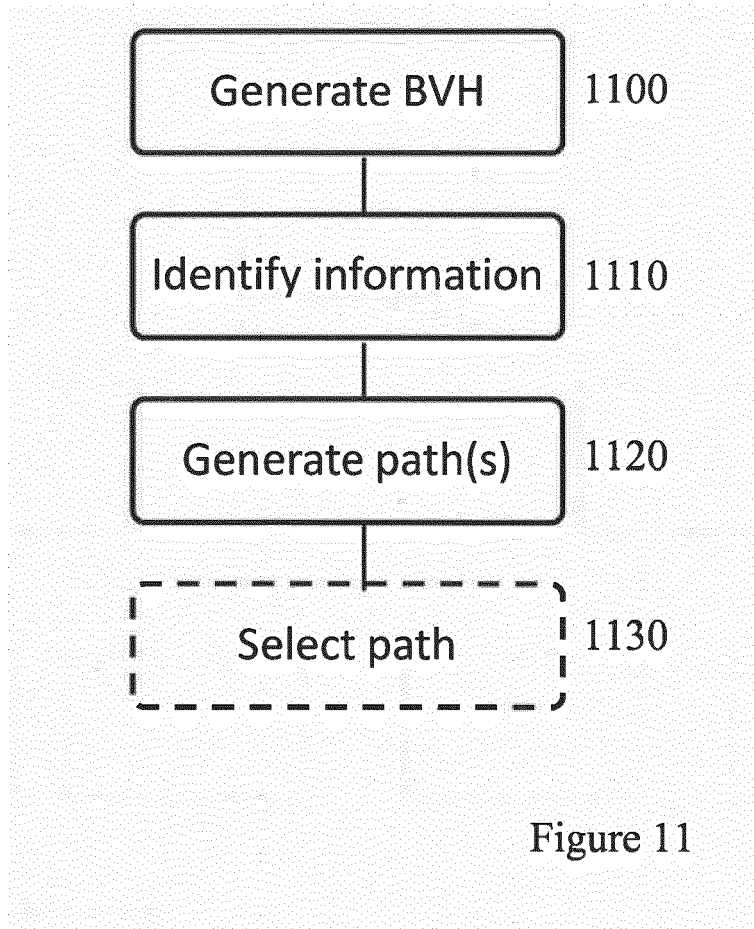 Generate BVH 1100
Identify information 1110
Generate path(s) 1120
Select path 1130
Figure 11